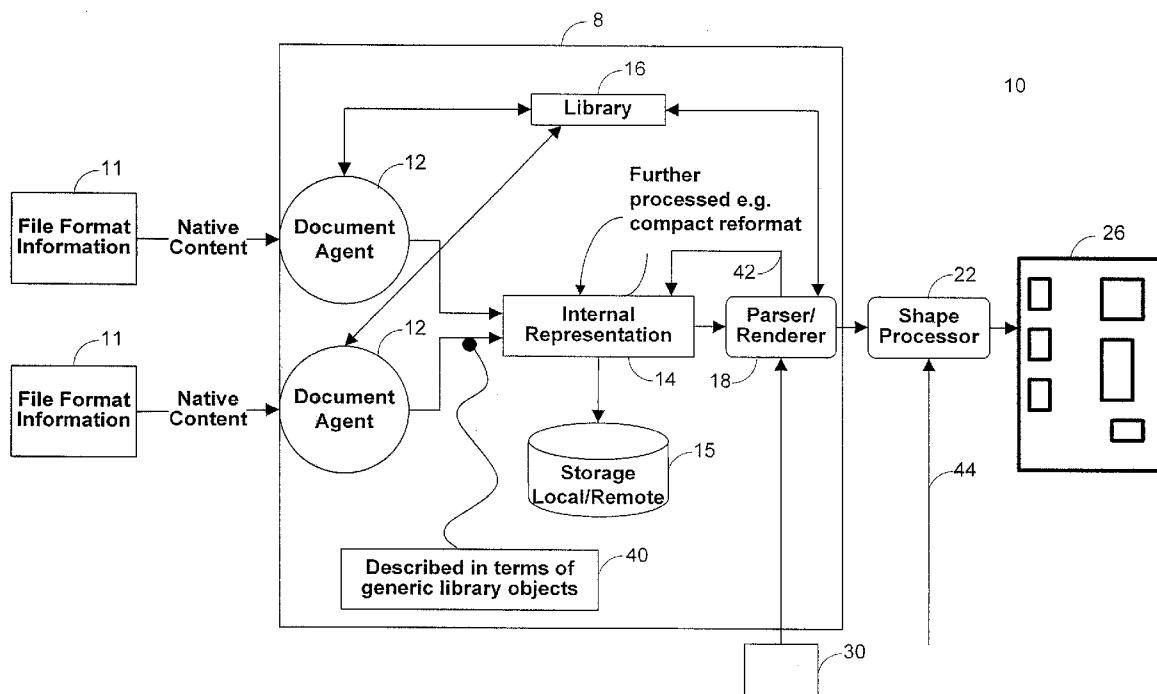 8
16
10
Library
11
12
Further
processed e.g.
compact reformat
File Format
Information
Native
Content
Document
Agent
42
26
22
12
Internal
Representation
Parser/
Renderer
Shape
Processor
11
14
18
File Format
Information
Native
Content
Document
Agent
15
Storage
Local/Remote
44
40
Described in terms of
generic library objects
30